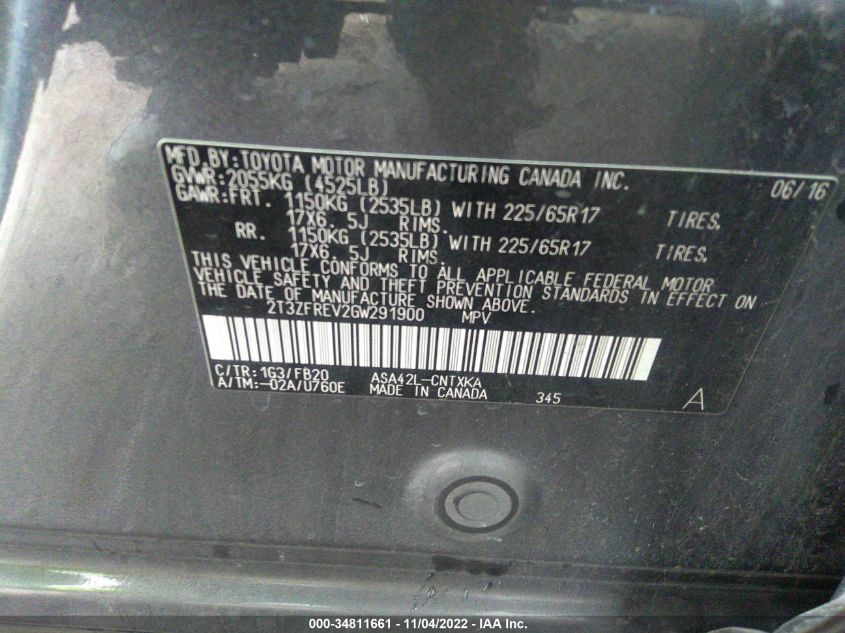 MFD. BY: TOYOTA MOTOR MANUFACTURING CANADA INC. 06/16
GVWR: 2055KG (4525LB)
GAWR: FRT. 1150KG (2535LB) WITH 225/65R17 TIRES,
17X6. 5J RIMS.
RR. 1150KG (2535LB) WITH 225/65R17 TIRES,
17X6. 5J RIMS.
THIS VEHICLE CONFORMS TO ALL APPLICABLE FEDERAL MOTOR
VEHICLE SAFETY AND THEFT PREVENTION STANDARDS IN EFFECT ON
THE DATE OF MANUFACTURE SHOWN ABOVE.
2T3ZFREV2GW291900 MPV
C/TR: 1G3/FB20 ASA42L-CNTXKA
A/TM: -02A/U760E MADE IN CANADA 345 A
000-34811661 - 11/04/2022 - IAA Inc.